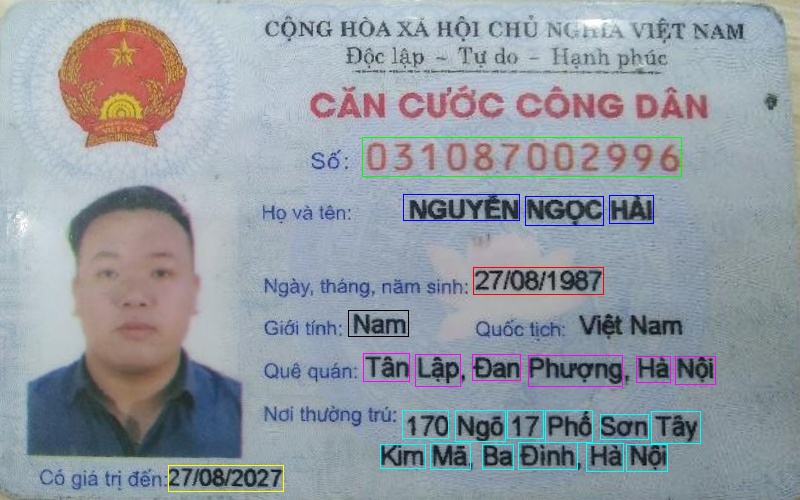 CỘNG HÒA XÃ HỘI CHỦ NGHĨA VIỆT NAM
Độc lập - Tự do - Hạnh phúc
CĂN CƯỚC CÔNG DÂN
Số: 031087002996
Họ và tên: NGUYỄN NGỌC HẢI
Ngày, tháng, năm sinh: 27/08/1987
Giới tính: Nam Quốc tịch: Việt Nam
Quê quán: Tân Lập, Đan Phượng, Hà Nội
Nơi thường trú: 170 Ngõ 17 Phố Sơn Tây
Kim Mã, Ba Đình, Hà Nội
Có giá trị đến: 27/08/2027